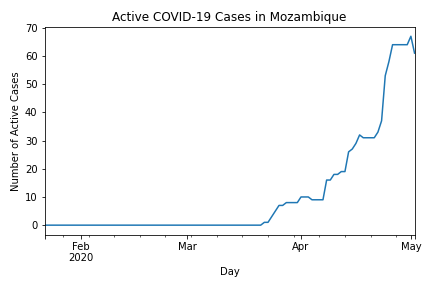 Active COVID-19 Cases in Mozambique
Number of Active Cases
70
60
50
40
30
20
10
0
Feb
2020
Mar
Apr
May
Day